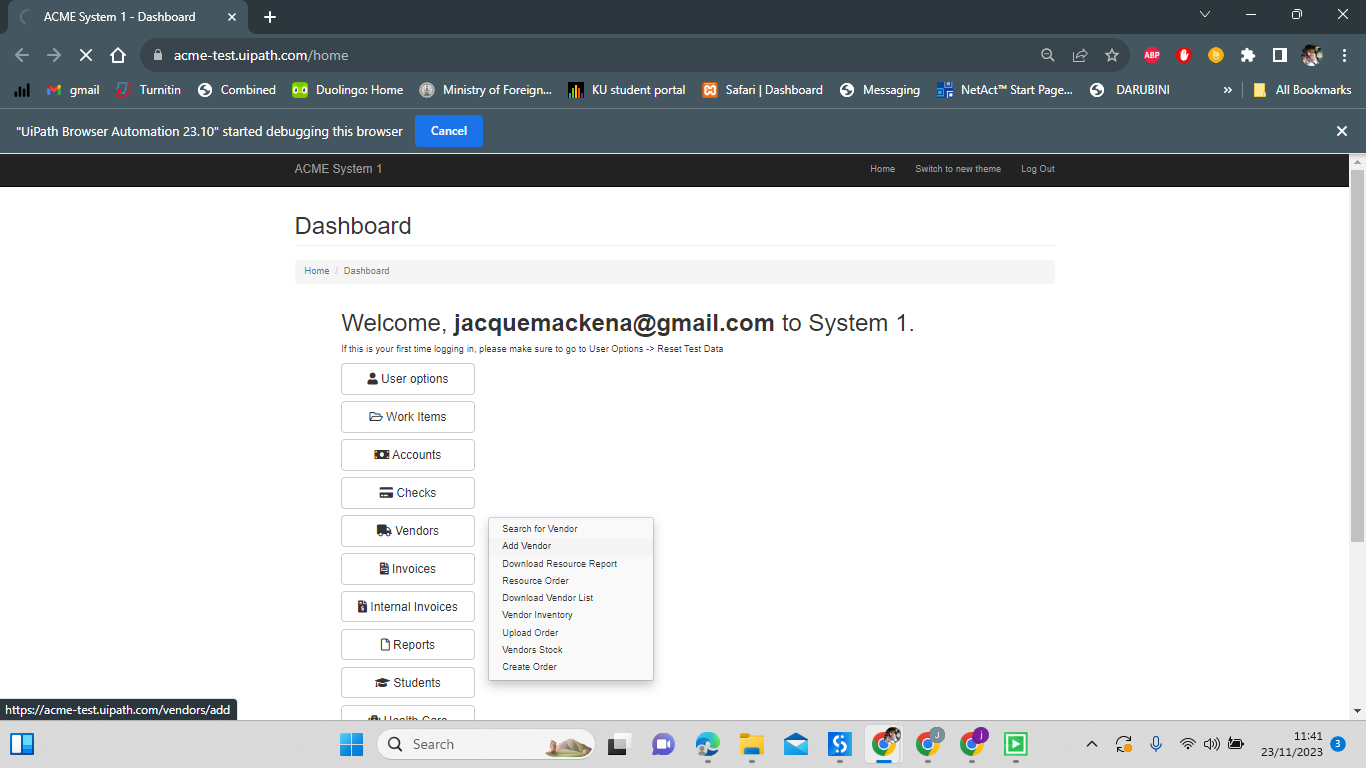 ACME System 1 - Dashboard
acme-test.uipath.com/home
ABP
gmail Turnitin Combined Duolingo: Home Ministry of Foreign... KU student portal Safari | Dashboard Messaging NetAct™ Start Page... DARUBINI » All Bookmarks
"UiPath Browser Automation 23.10" started debugging this browser Cancel
ACME System 1 Home Switch to new theme Log Out
Dashboard
Home / Dashboard
Welcome, jacquemackena@gmail.com to System 1.
If this is your first time logging in, please make sure to go to User Options -> Reset Test Data
User options
Work Items
Accounts
Checks
Vendors
Search for Vendor
Add Vendor
Download Resource Report
Resource Order
Download Vendor List
Vendor Inventory
Upload Order
Vendors Stock
Create Order
Invoices
Internal Invoices
Reports
Students
Health Care
https://acme-test.uipath.com/vendors/add
Search
J
j
11:41
23/11/2023
3